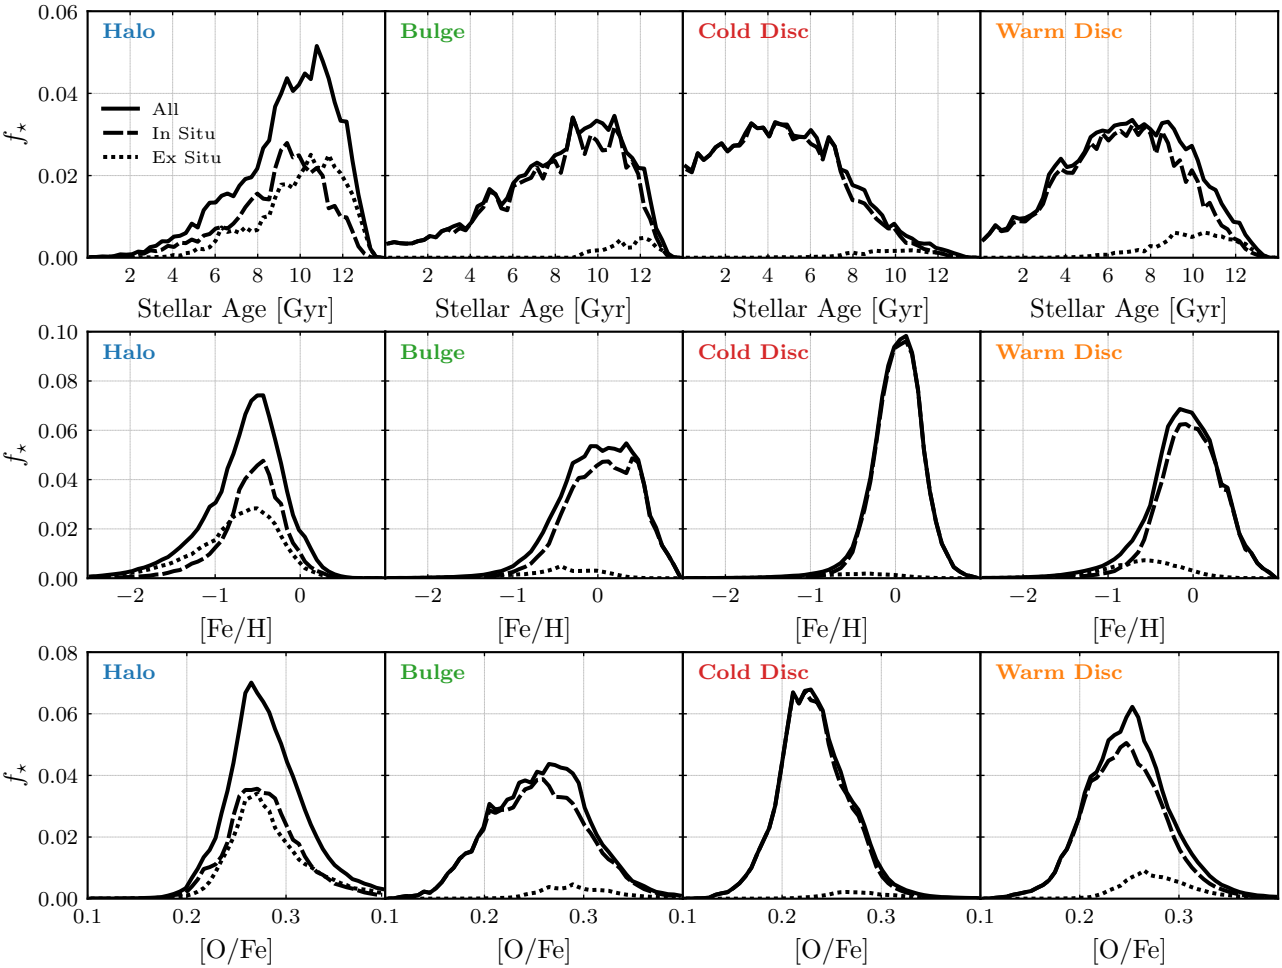 Halo Bulge Cold Disc Warm Disc
All
In Situ
Ex Situ
f⋆
0.06
0.04
0.02
0.00
2 4 6 8 10 12 2 4 6 8 10 12 2 4 6 8 10 12 2 4 6 8 10 12
Stellar Age [Gyr] Stellar Age [Gyr] Stellar Age [Gyr] Stellar Age [Gyr]
Halo Bulge Cold Disc Warm Disc
f⋆
0.10
0.08
0.06
0.04
0.02
0.00
−2 −1 0 −2 −1 0 −2 −1 0 −2 −1 0
[Fe/H] [Fe/H] [Fe/H] [Fe/H]
Halo Bulge Cold Disc Warm Disc
f⋆
0.08
0.06
0.04
0.02
0.00
0.1 0.2 0.3 0.1 0.2 0.3 0.1 0.2 0.3 0.1 0.2 0.3
[O/Fe] [O/Fe] [O/Fe] [O/Fe]